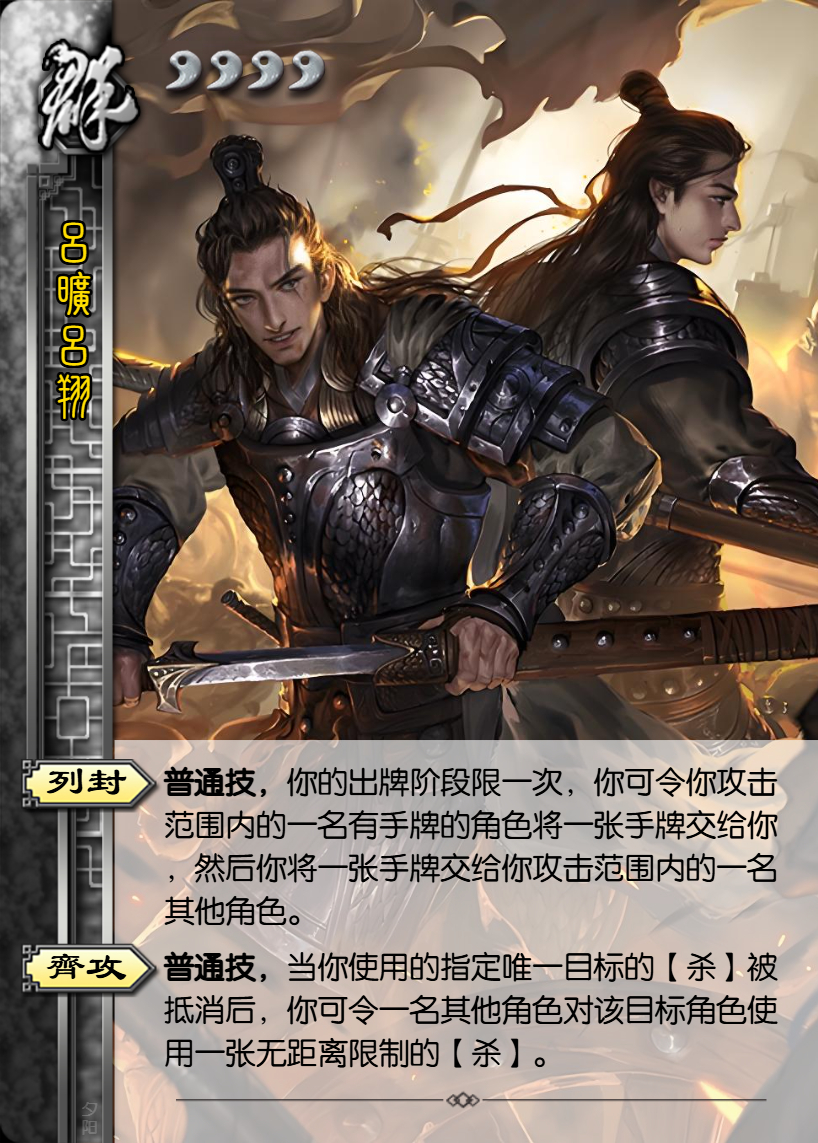 群
呂曠呂翔
列封
普通技，你的出牌阶段限一次，你可令你攻击
范围内的一名有手牌的角色将一张手牌交给你
，然后你将一张手牌交给你攻击范围内的一名
其他角色。
齊攻
普通技，当你使用的指定唯一目标的【杀】被
抵消后，你可令一名其他角色对该目标角色使
用一张无距离限制的【杀】。
夕阳